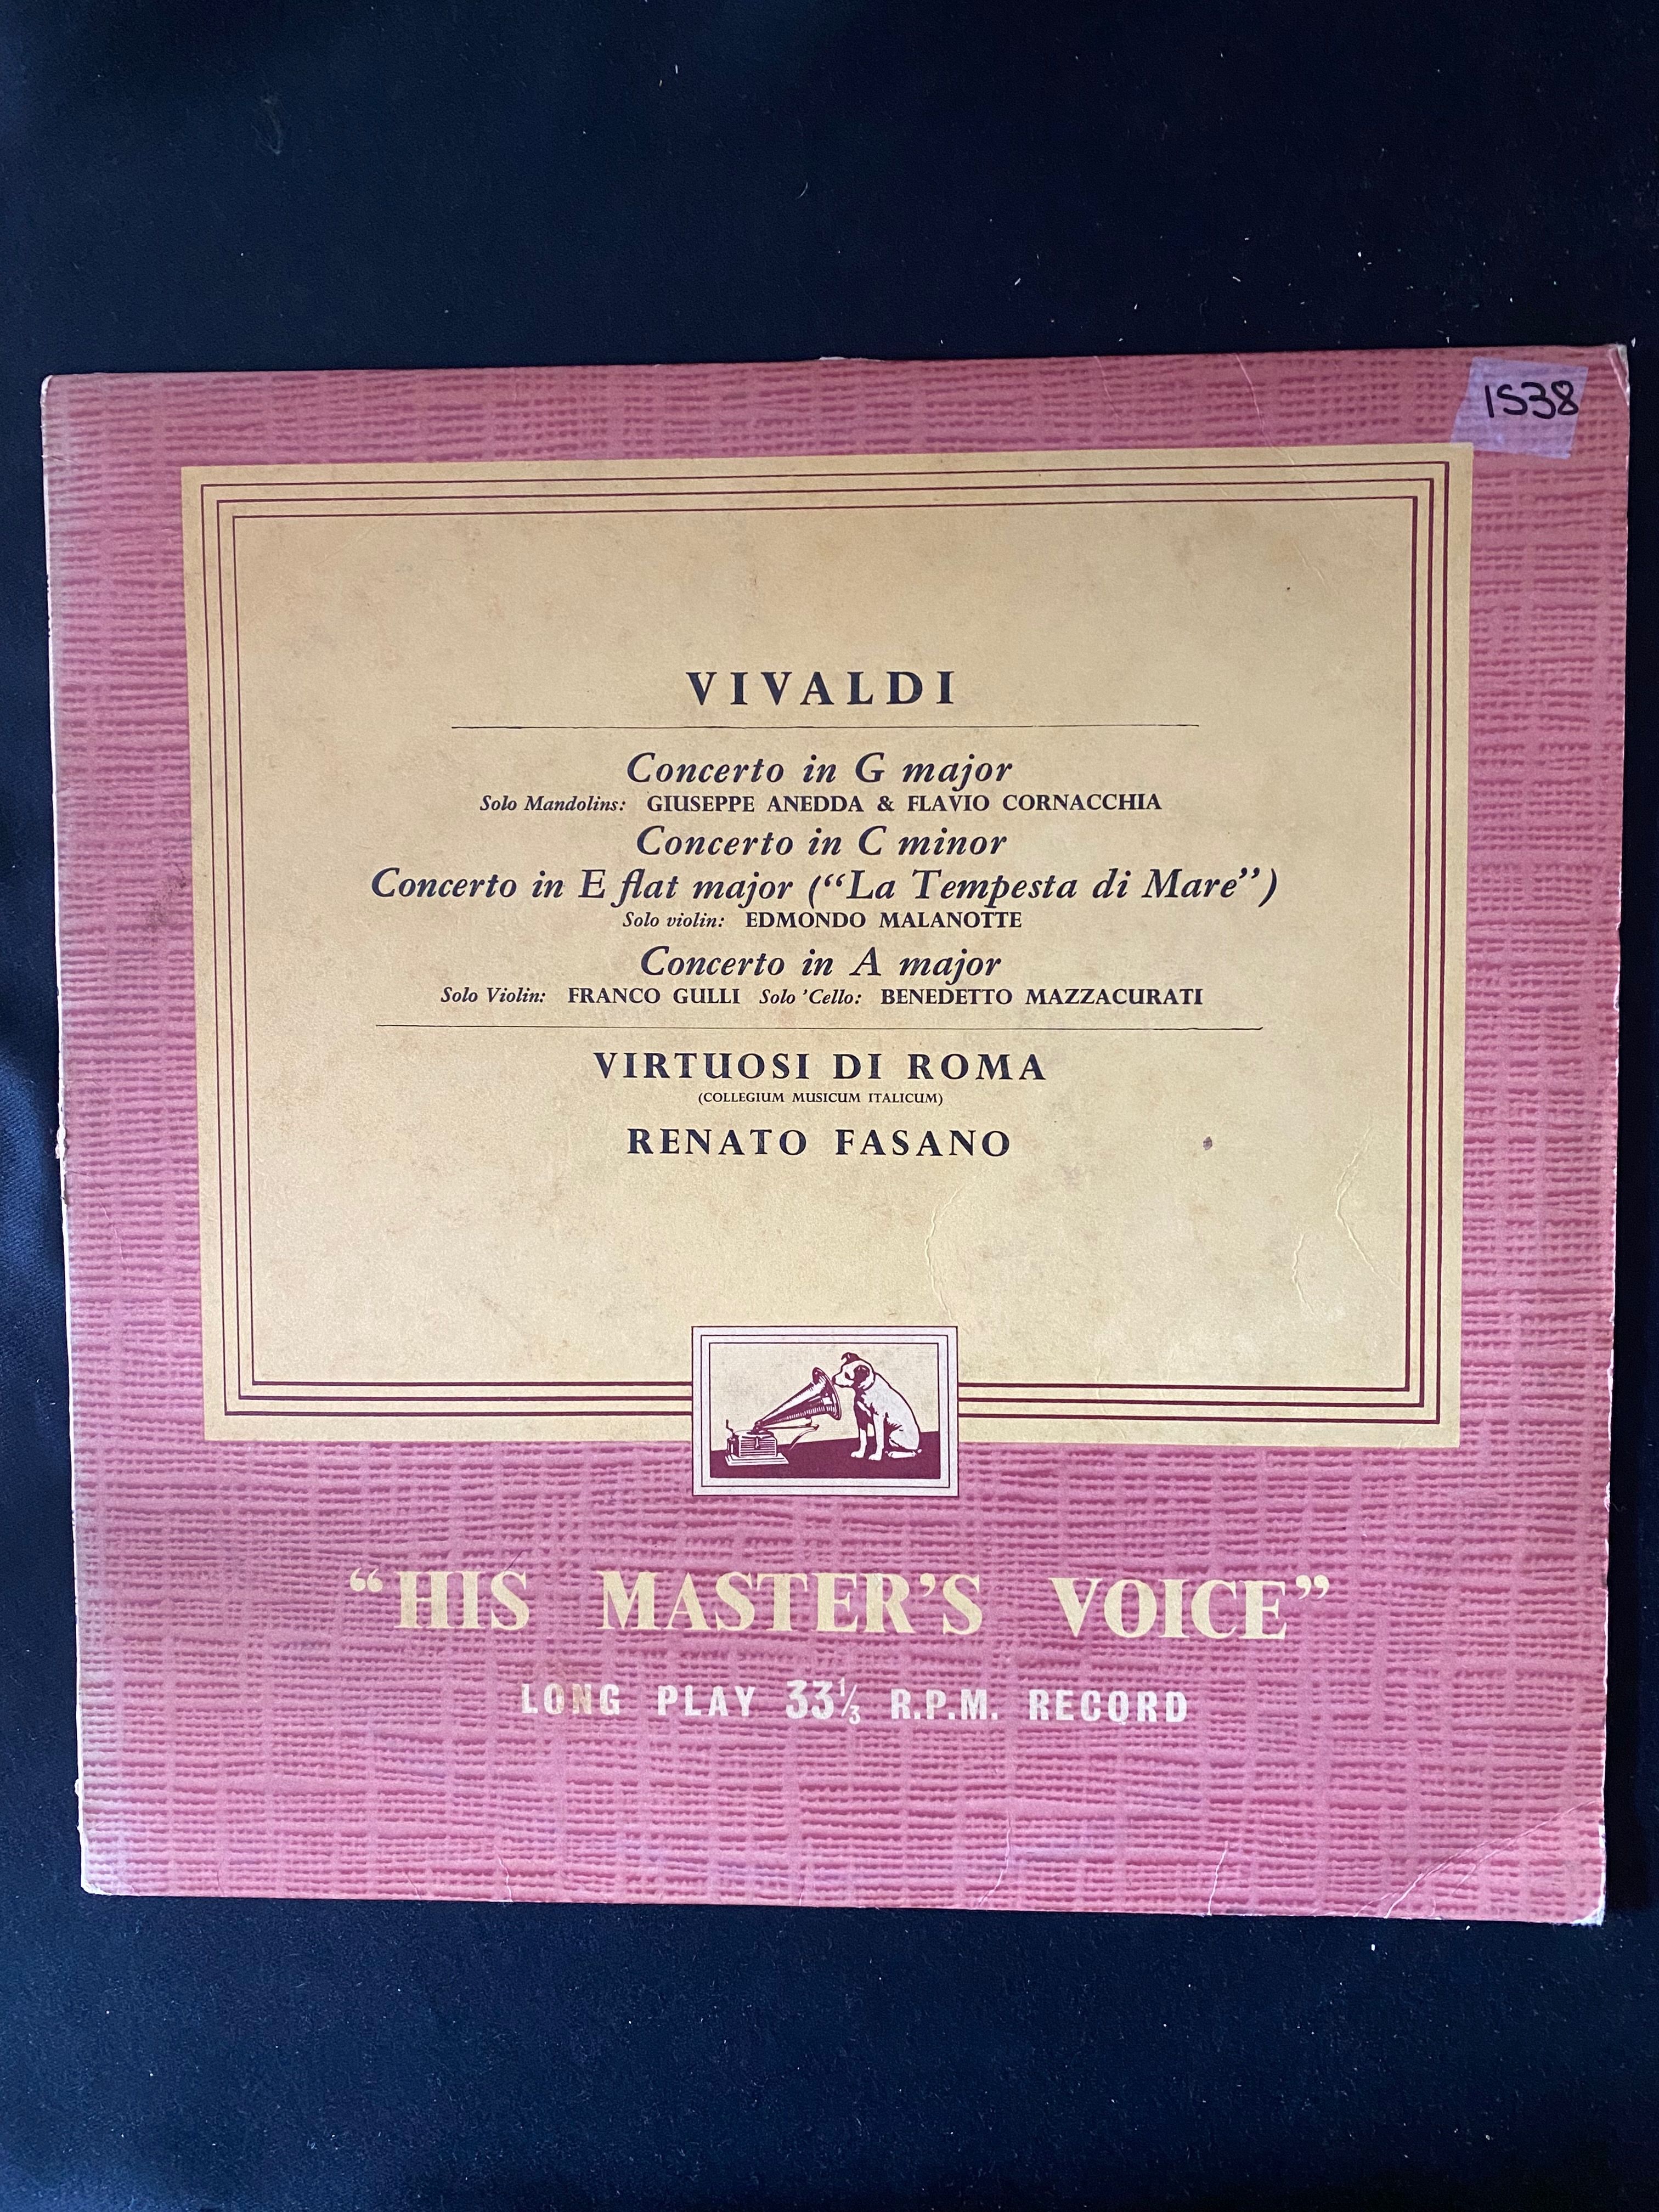 1538
VIVALDI
Concerto in G major
Solo Mandolins: GIUSEPPE ANEDDA & FLAVIO CORNACCHIA
Concerto in C minor
Concerto in E flat major (“La Tempesta di Mare”)
Solo violin: EDMONDO MALANOTTE
Concerto in A major
Solo Violin: FRANCO GULLI Solo 'Cello: BENEDETTO MAZZACURATI
VIRTUOSI DI ROMA
(COLLEGIUM MUSICUM ITALICUM)
RENATO FASANO
“HIS MASTER’S VOICE”
LONG PLAY 33⅓ R.P.M. RECORD